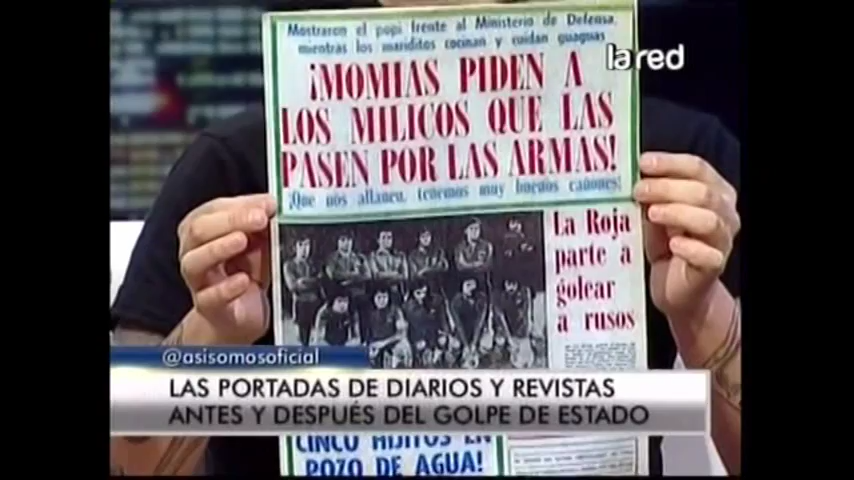 Mostraron el popi frente al Ministerio de Defensa,
mientras los mariditos cocinan y cuidan guaguas
la red
¡MOMIAS PIDEN A
LOS MILICOS QUE LAS
PASEN POR LAS ARMAS!
¡Que nos allanen, tenemos muy buenos cañones!
La Roja
parte a
golear
a rusos
@asisomosoficial
LAS PORTADAS DE DIARIOS Y REVISTAS
ANTES Y DESPUÉS DEL GOLPE DE ESTADO
CINCO HIJITOS EN
POZO DE AGUA!